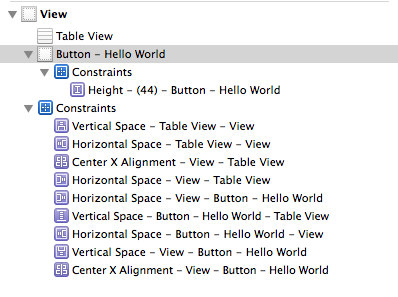 View
Table View
Button – Hello World
Constraints
Height – (44) – Button – Hello World
Constraints
Vertical Space – Table View – View
Horizontal Space – Table View – View
Center X Alignment – View – Table View
Horizontal Space – View – Table View
Horizontal Space – View – Button – Hello World
Vertical Space – Button – Hello World – Table View
Horizontal Space – Button – Hello World – View
Vertical Space – View – Button – Hello World
Center X Alignment – View – Button – Hello World